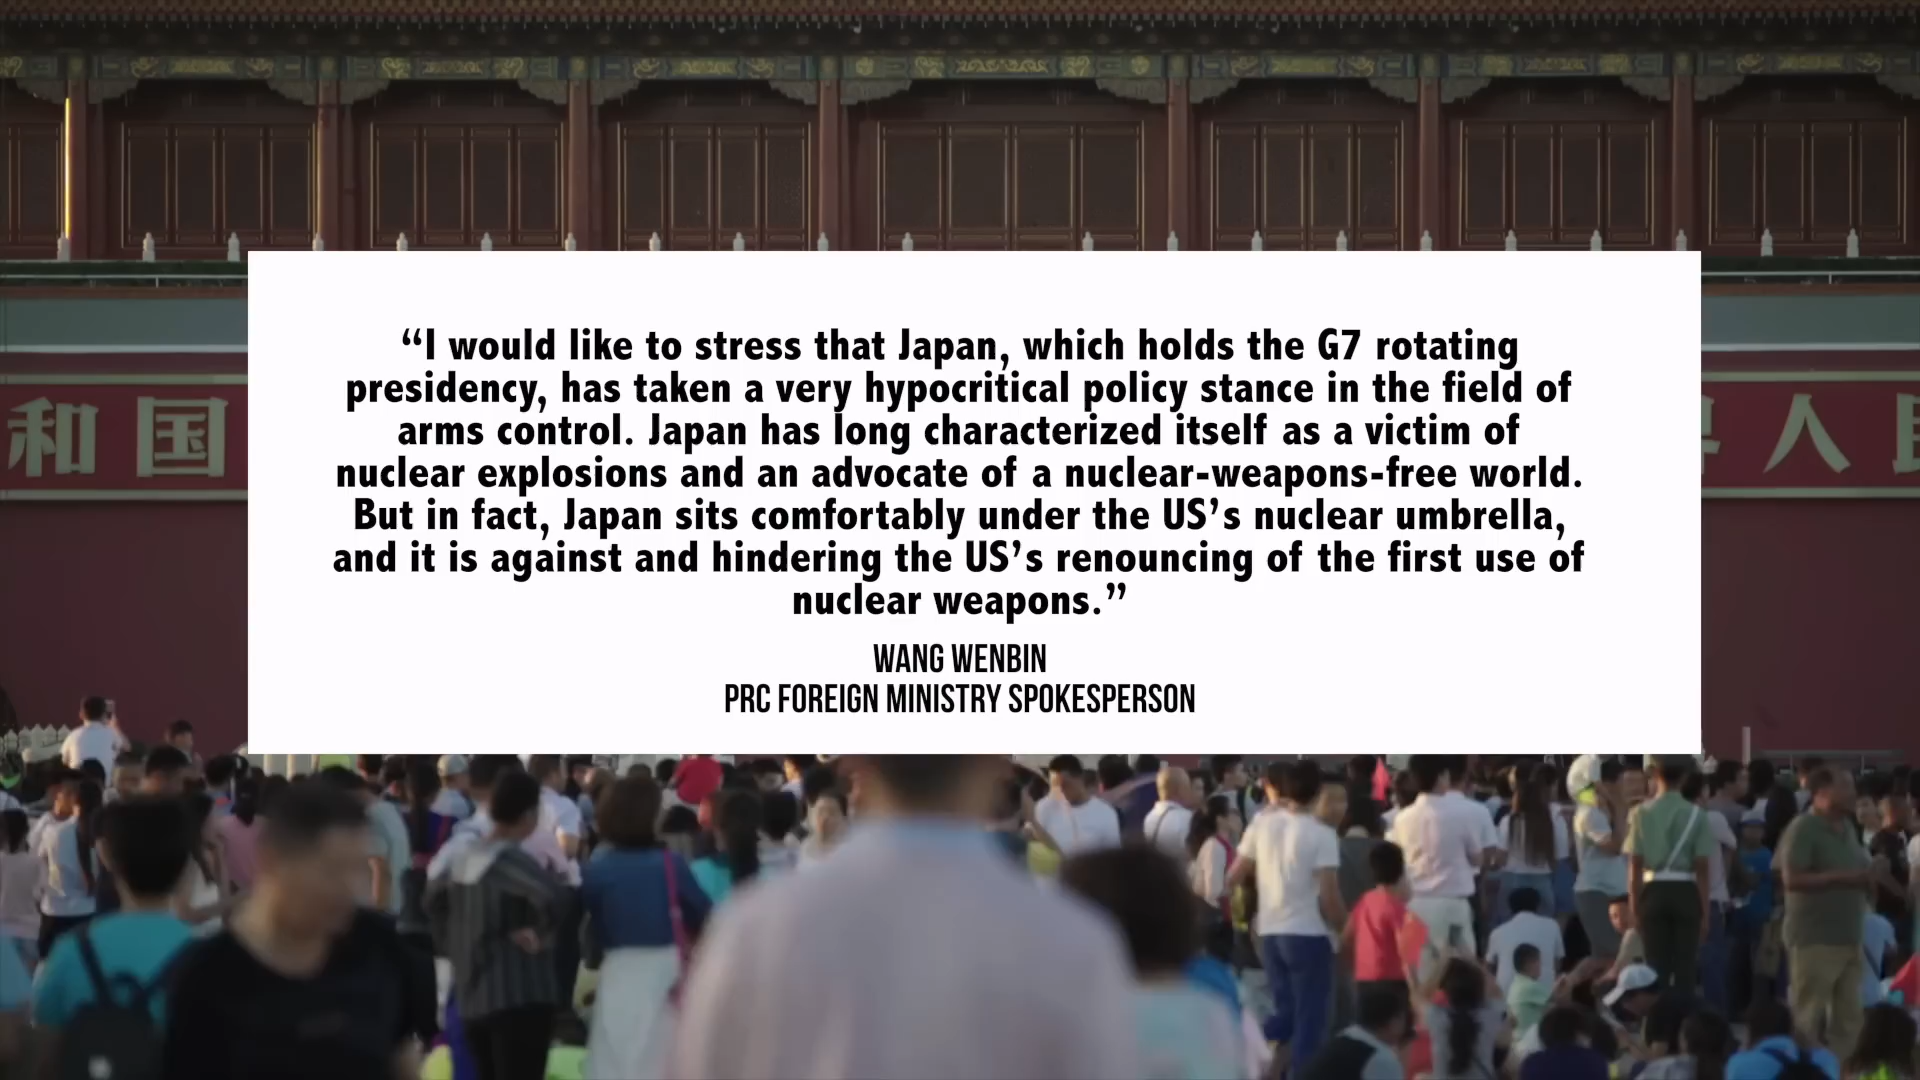 “I would like to stress that Japan, which holds the G7 rotating
presidency, has taken a very hypocritical policy stance in the field of
arms control. Japan has long characterized itself as a victim of
nuclear explosions and an advocate of a nuclear-weapons-free world.
But in fact, Japan sits comfortably under the US’s nuclear umbrella,
and it is against and hindering the US’s renouncing of the first use of
nuclear weapons.”
WANG WENBIN
PRC FOREIGN MINISTRY SPOKESPERSON
和国
人